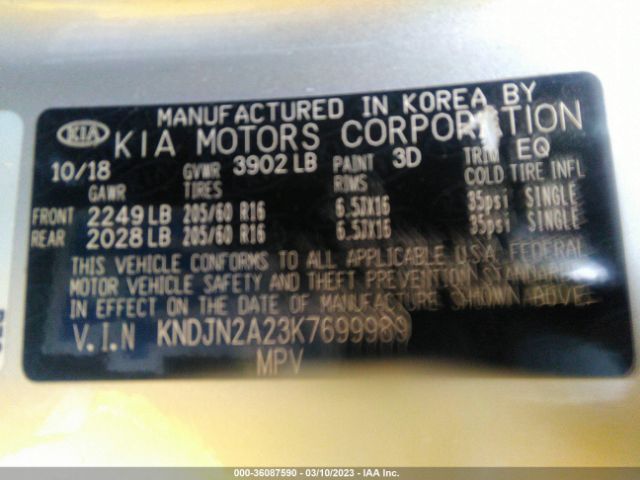 MANUFACTURED IN KOREA BY
KIA KIA MOTORS CORPORATION
10/18 GVWR 3902 LB PAINT 3D TRIM EQ
GAWR TIRES RIMS COLD TIRE INFL
FRONT 2249 LB 205/60 R16 6.5JX16 35psi SINGLE
REAR 2028 LB 205/60 R16 6.5JX16 35psi SINGLE
THIS VEHICLE CONFORMS TO ALL APPLICABLE U.S.A. FEDERAL
MOTOR VEHICLE SAFETY AND THEFT PREVENTION STANDARDS
IN EFFECT ON THE DATE OF MANUFACTURE SHOWN ABOVE.
V.I.N KNDJN2A23K7699989
MPV
000-36087590 — 03/10/2023 — IAA Inc.